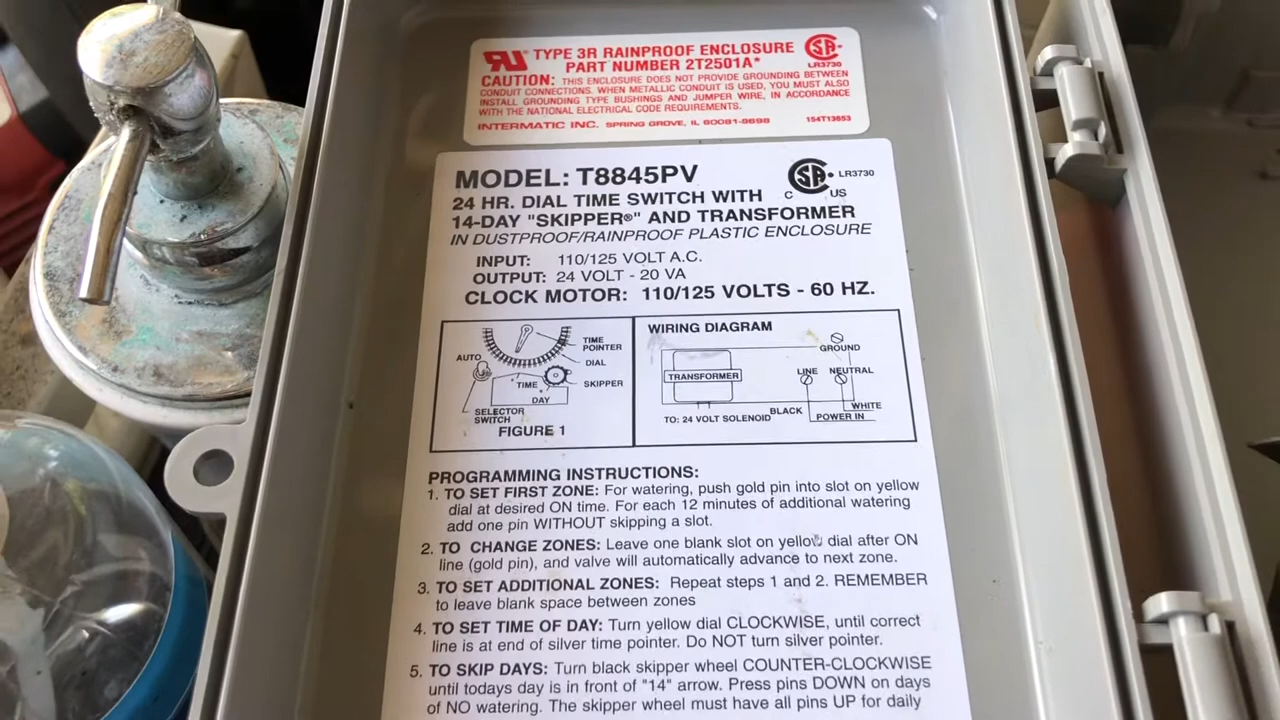 TYPE 3R RAINPROOF ENCLOSURE
PART NUMBER 2T2501A*
LR3730
CAUTION: THIS ENCLOSURE DOES NOT PROVIDE GROUNDING BETWEEN
CONDUIT CONNECTIONS. WHEN METALLIC CONDUIT IS USED, YOU MUST ALSO
INSTALL GROUNDING TYPE BUSHINGS AND JUMPER WIRE, IN ACCORDANCE
WITH THE NATIONAL ELECTRICAL CODE REQUIREMENTS.
INTERMATIC INC. SPRING GROVE, IL 60081-9698
154T13653
MODEL: T8845PV
SA LR3730
C US
24 HR. DIAL TIME SWITCH WITH
14-DAY "SKIPPER®" AND TRANSFORMER
IN DUSTPROOF/RAINPROOF PLASTIC ENCLOSURE
INPUT: 110/125 VOLT A.C.
OUTPUT: 24 VOLT - 20 VA
CLOCK MOTOR: 110/125 VOLTS - 60 HZ.
TIME
POINTER
DIAL
AUTO
SKIPPER
TIME
DAY
SELECTOR
SWITCH
FIGURE 1
WIRING DIAGRAM
GROUND
TRANSFORMER
LINE
NEUTRAL
TO: 24 VOLT SOLENOID
BLACK
WHITE
POWER IN
PROGRAMMING INSTRUCTIONS:
1. TO SET FIRST ZONE: For watering, push gold pin into slot on yellow
dial at desired ON time. For each 12 minutes of additional watering
add one pin WITHOUT skipping a slot.
2. TO CHANGE ZONES: Leave one blank slot on yellow dial after ON
line (gold pin), and valve will automatically advance to next zone.
3. TO SET ADDITIONAL ZONES: Repeat steps 1 and 2. REMEMBER
to leave blank space between zones
4. TO SET TIME OF DAY: Turn yellow dial CLOCKWISE, until correct
line is at end of silver time pointer. Do NOT turn silver pointer.
5. TO SKIP DAYS: Turn black skipper wheel COUNTER-CLOCKWISE
until todays day is in front of "14" arrow. Press pins DOWN on days
of NO watering. The skipper wheel must have all pins UP for daily